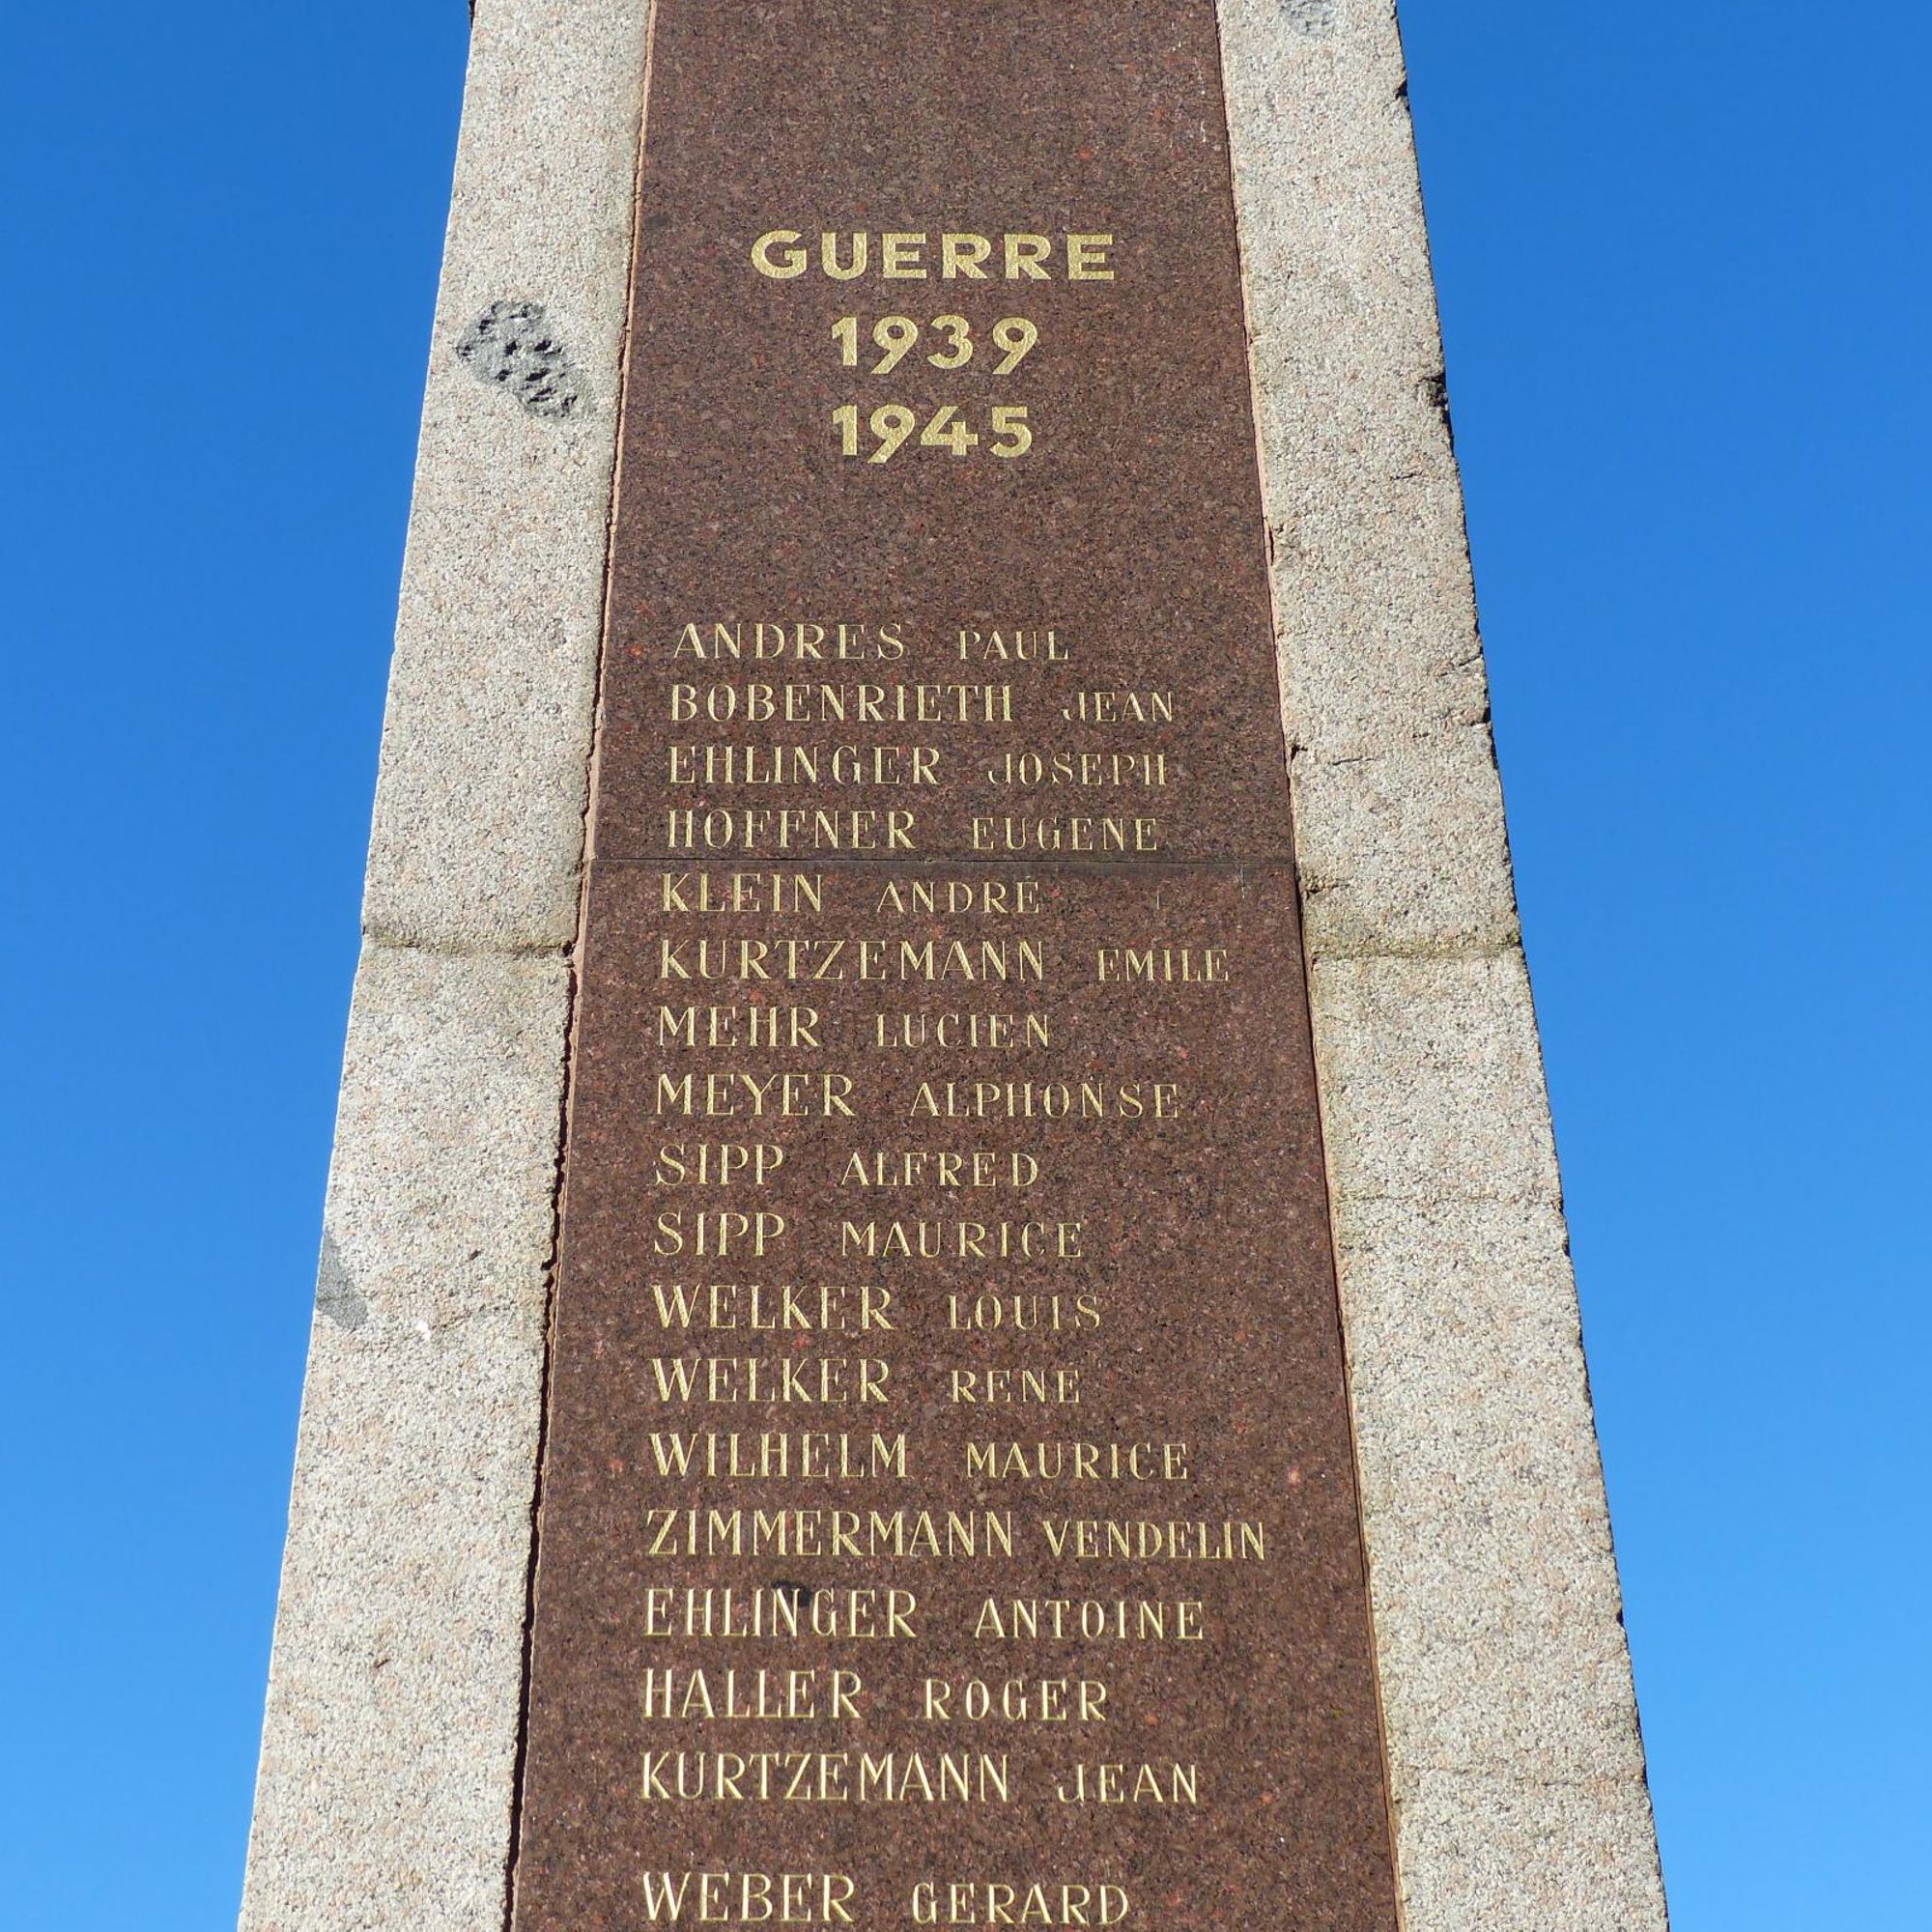 GUERRE
1939
1945
ANDRES PAUL
BOBENRIETH JEAN
EHLINGER JOSEPH
HOFFNER EUGENE
KLEIN ANDRÉ
KURTZEMANN EMILE
MEHR LUCIEN
MEYER ALPHONSE
SIPP ALFRED
SIPP MAURICE
WELKER LOUIS
WELKER RENE
WILHELM MAURICE
ZIMMERMANN VENDELIN
EHLINGER ANTOINE
HALLER ROGER
KURTZEMANN JEAN
WEBER GERARD